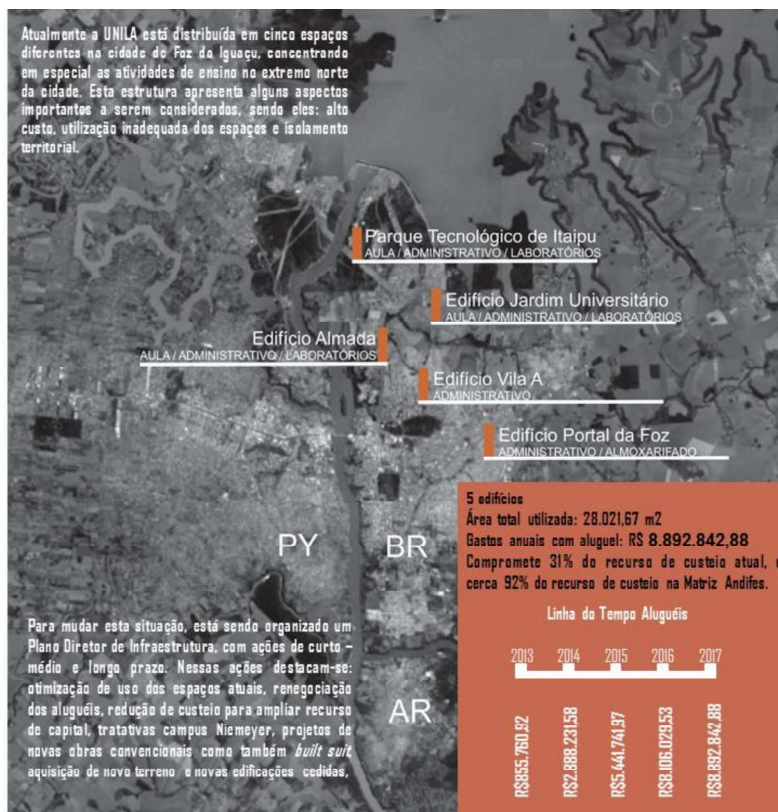 Atualmente a UNILA está distribuída em cinco espaços
diferentes na cidade de Foz do Iguaçu, concentrando
em especial as atividades de ensino no extremo norte
da cidade. Esta estrutura apresenta alguns aspectos
importantes a serem considerados, sendo eles: alto
custo, utilização inadequada dos espaços e isolamento
territorial.
Parque Tecnológico de Itaipu
AULA / ADMINISTRATIVO / LABORATÓRIOS
Edifício Jardim Universitário
AULA / ADMINISTRATIVO / LABORATÓRIOS
Edifício Almada
AULA / ADMINISTRATIVO / LABORATÓRIOS
Edifício Vila A
ADMINISTRATIVO
Edifício Portal da Foz
ADMINISTRATIVO / ALMOXARIFADO
PY
BR
AR
5 edifícios
Área total utilizada: 28.021,67 m2
Gastos anuais com aluguel: R$ 8.892.842,88
Compromete 31% do recurso de custeio atual, e
cerca 92% do recurso de custeio na Matriz Andifes.
Linha do Tempo Aluguéis
2013 2014 2015 2016 2017
R$855.760,92
R$2.888.231,58
R$5.441.741,97
R$8.106.029,53
R$8.892.842,88
Para mudar esta situação, está sendo organizado um
Plano Diretor de Infraestrutura, com ações de curto –
médio e longo prazo. Nessas ações destacam-se:
otimização de uso dos espaços atuais, renegociação
dos aluguéis, redução de custeio para ampliar recurso
de capital, tratativas campus Niemeyer, projetos de
novas obras convencionais como também built suit,
aquisição de novo terreno e novas edificações cedidas,